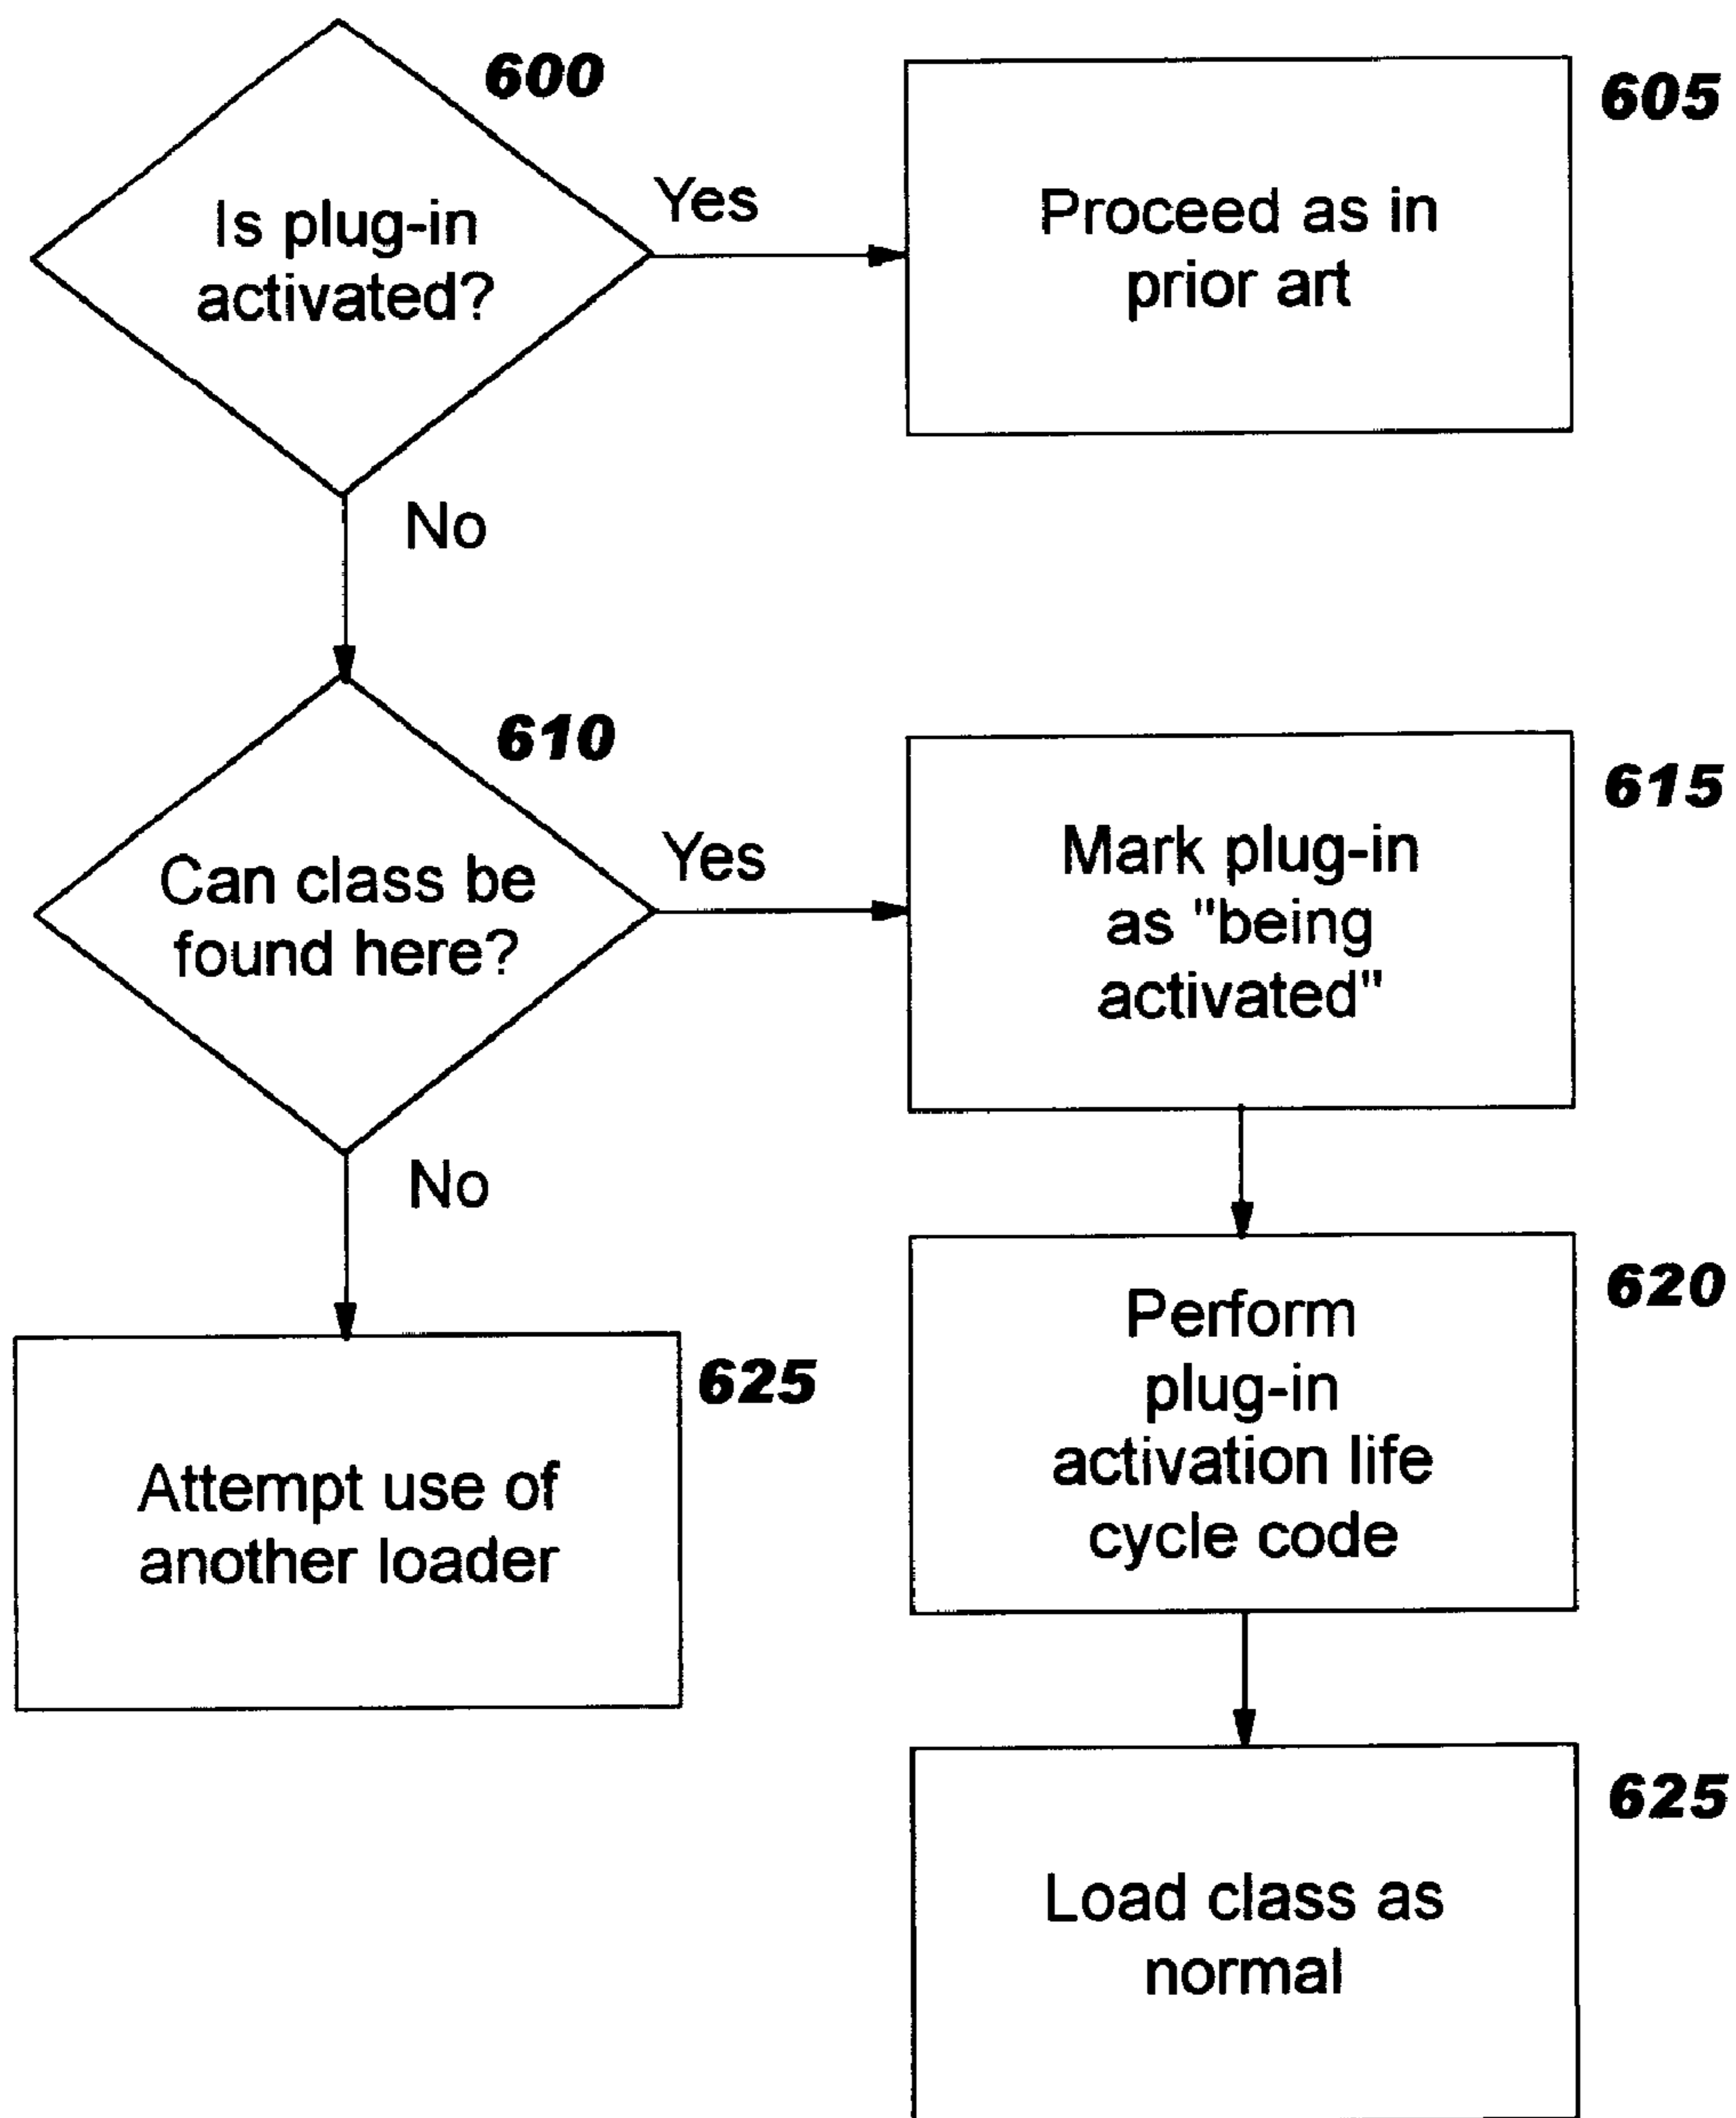 600
Is plug-in
activated?
Yes
605
Proceed as in
prior art
No
610
Can class be
found here?
Yes
615
Mark plug-in
as "being
activated"
No
620
Perform
plug-in
activation life
cycle code
625
Attempt use of
another loader
625
Load class as
normal